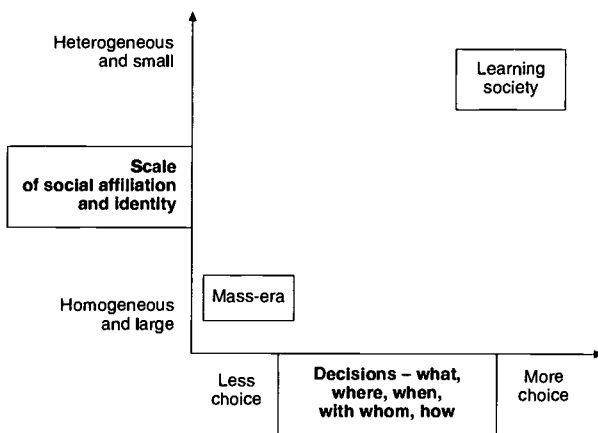 Heterogeneous
and small
Learning
society
Scale
of social affiliation
and identity
Mass-era
Homogeneous
and large
Less
choice
Decisions – what,
where, when,
with whom, how
More
choice